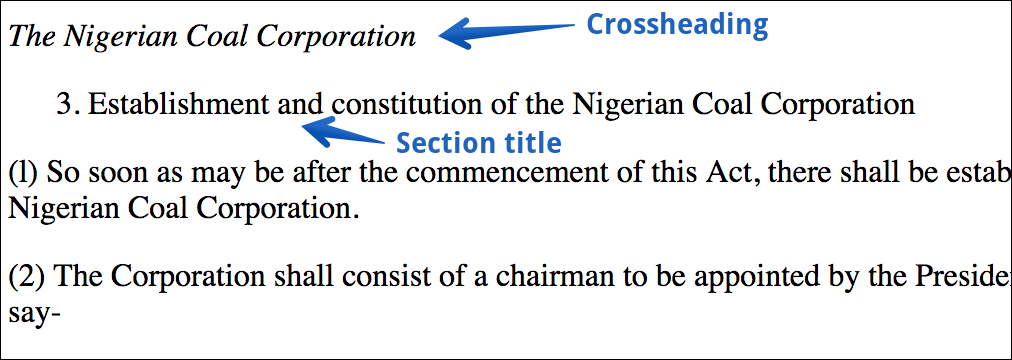 The Nigerian Coal Corporation
Crossheading
3. Establishment and constitution of the Nigerian Coal Corporation
Section title
(l) So soon as may be after the commencement of this Act, there shall be estab
Nigerian Coal Corporation.
(2) The Corporation shall consist of a chairman to be appointed by the Preside
say-